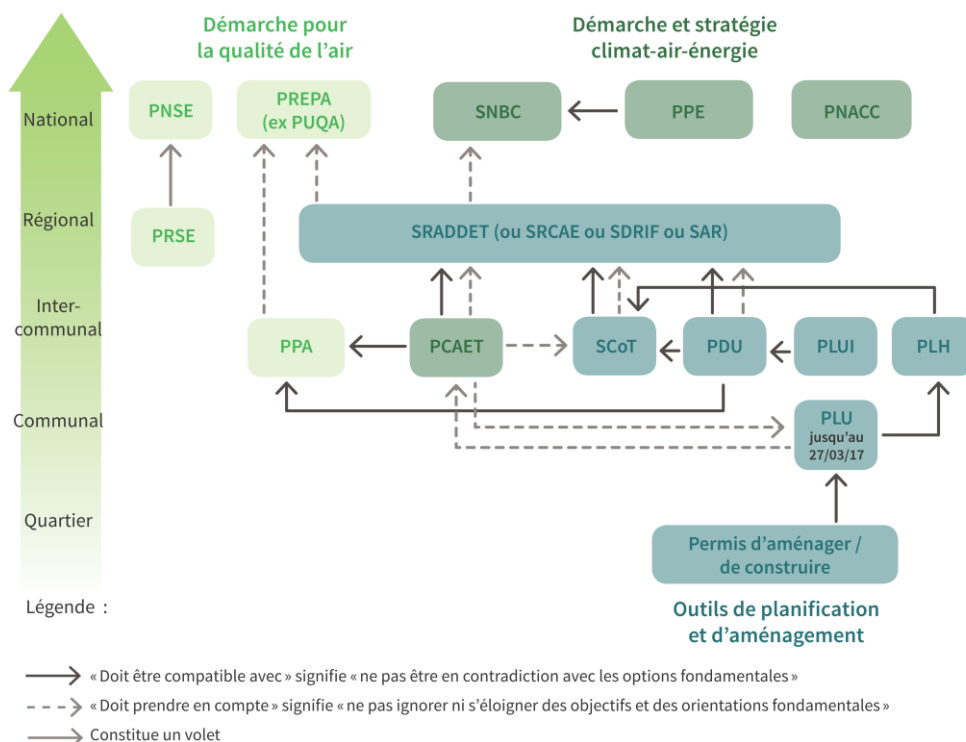 Démarche pour
la qualité de l'air
Démarche et stratégie
climat-air-énergie
National
PNSE
PREPA
(ex PUQA)
SNBC
PPE
PNACC
Régional
PRSE
SRADDET (ou SRCAE ou SDRIF ou SAR)
Inter-
communal
PPA
PCAET
SCoT
PDU
PLUI
PLH
Communal
PLU
jusqu'au
27/03/17
Quartier
Permis d'aménager /
de construire
Légende :
Outils de planification
et d'aménagement
« Doit être compatible avec » signifie « ne pas être en contradiction avec les options fondamentales »
« Doit prendre en compte » signifie « ne pas ignorer ni s'éloigner des objectifs et des orientations fondamentales »
Constitue un volet